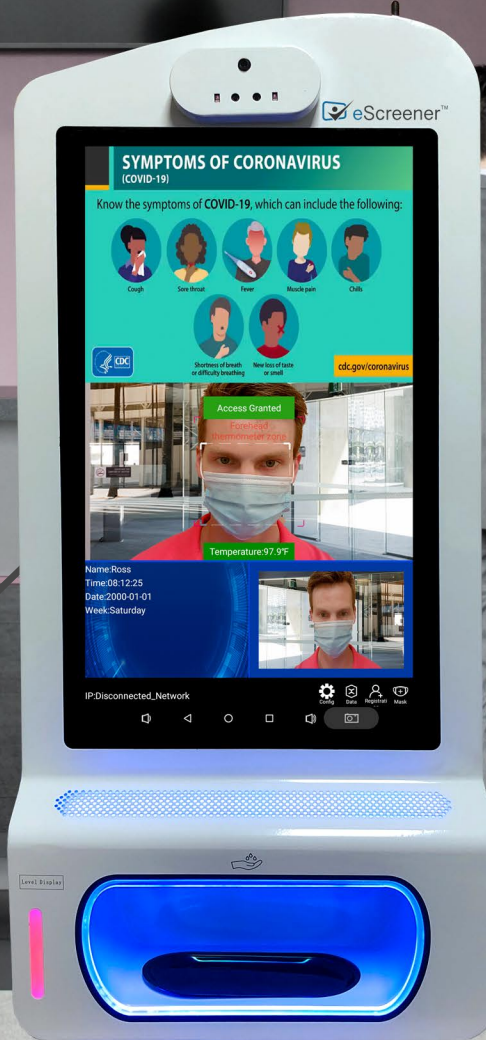 eScreener™
SYMPTOMS OF CORONAVIRUS
(COVID-19)
Know the symptoms of COVID-19, which can include the following:
Cough
Sore throat
Fever
Muscle pain
Chills
Shortness of breath
or difficulty breathing
New loss of taste
or smell
CDC
cdc.gov/coronavirus
Access Granted
Forehead
thermometer zone
Temperature:97.9°F
Name:Ross
Time:08:12:25
Date:2000-01-01
Week:Saturday
IP:Disconnected_Network
Config
Data
Registrati
Mask
Level Display